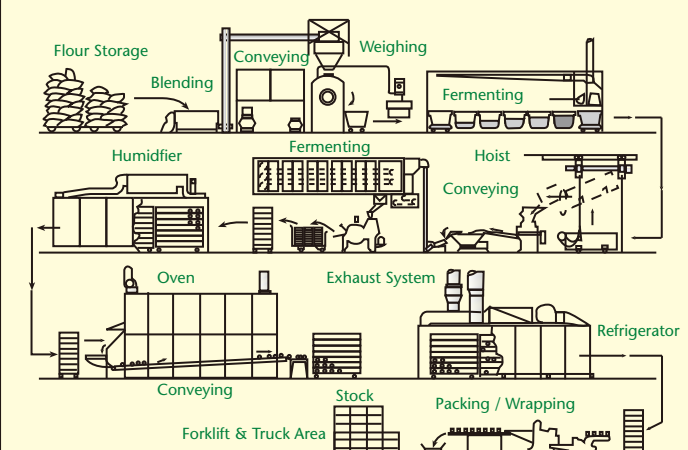 Flour Storage
Blending
Conveying
Weighing
Fermenting
Humidfier
Fermenting
Hoist
Conveying
Oven
Exhaust System
Refrigerator
Conveying
Stock
Packing / Wrapping
Forklift & Truck Area